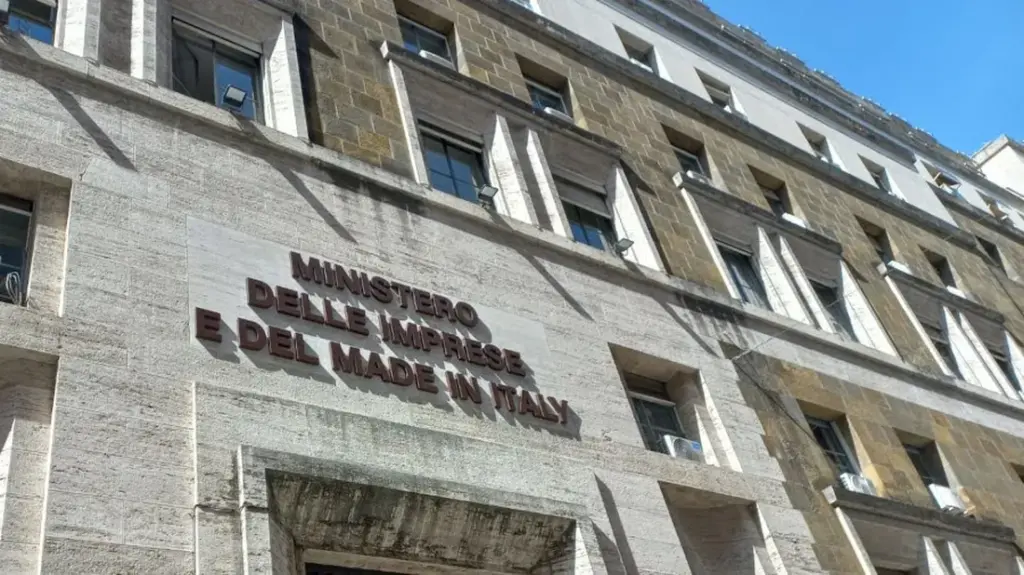 MINISTERO
DELLE IMPRESE
E DEL MADE IN ITALY